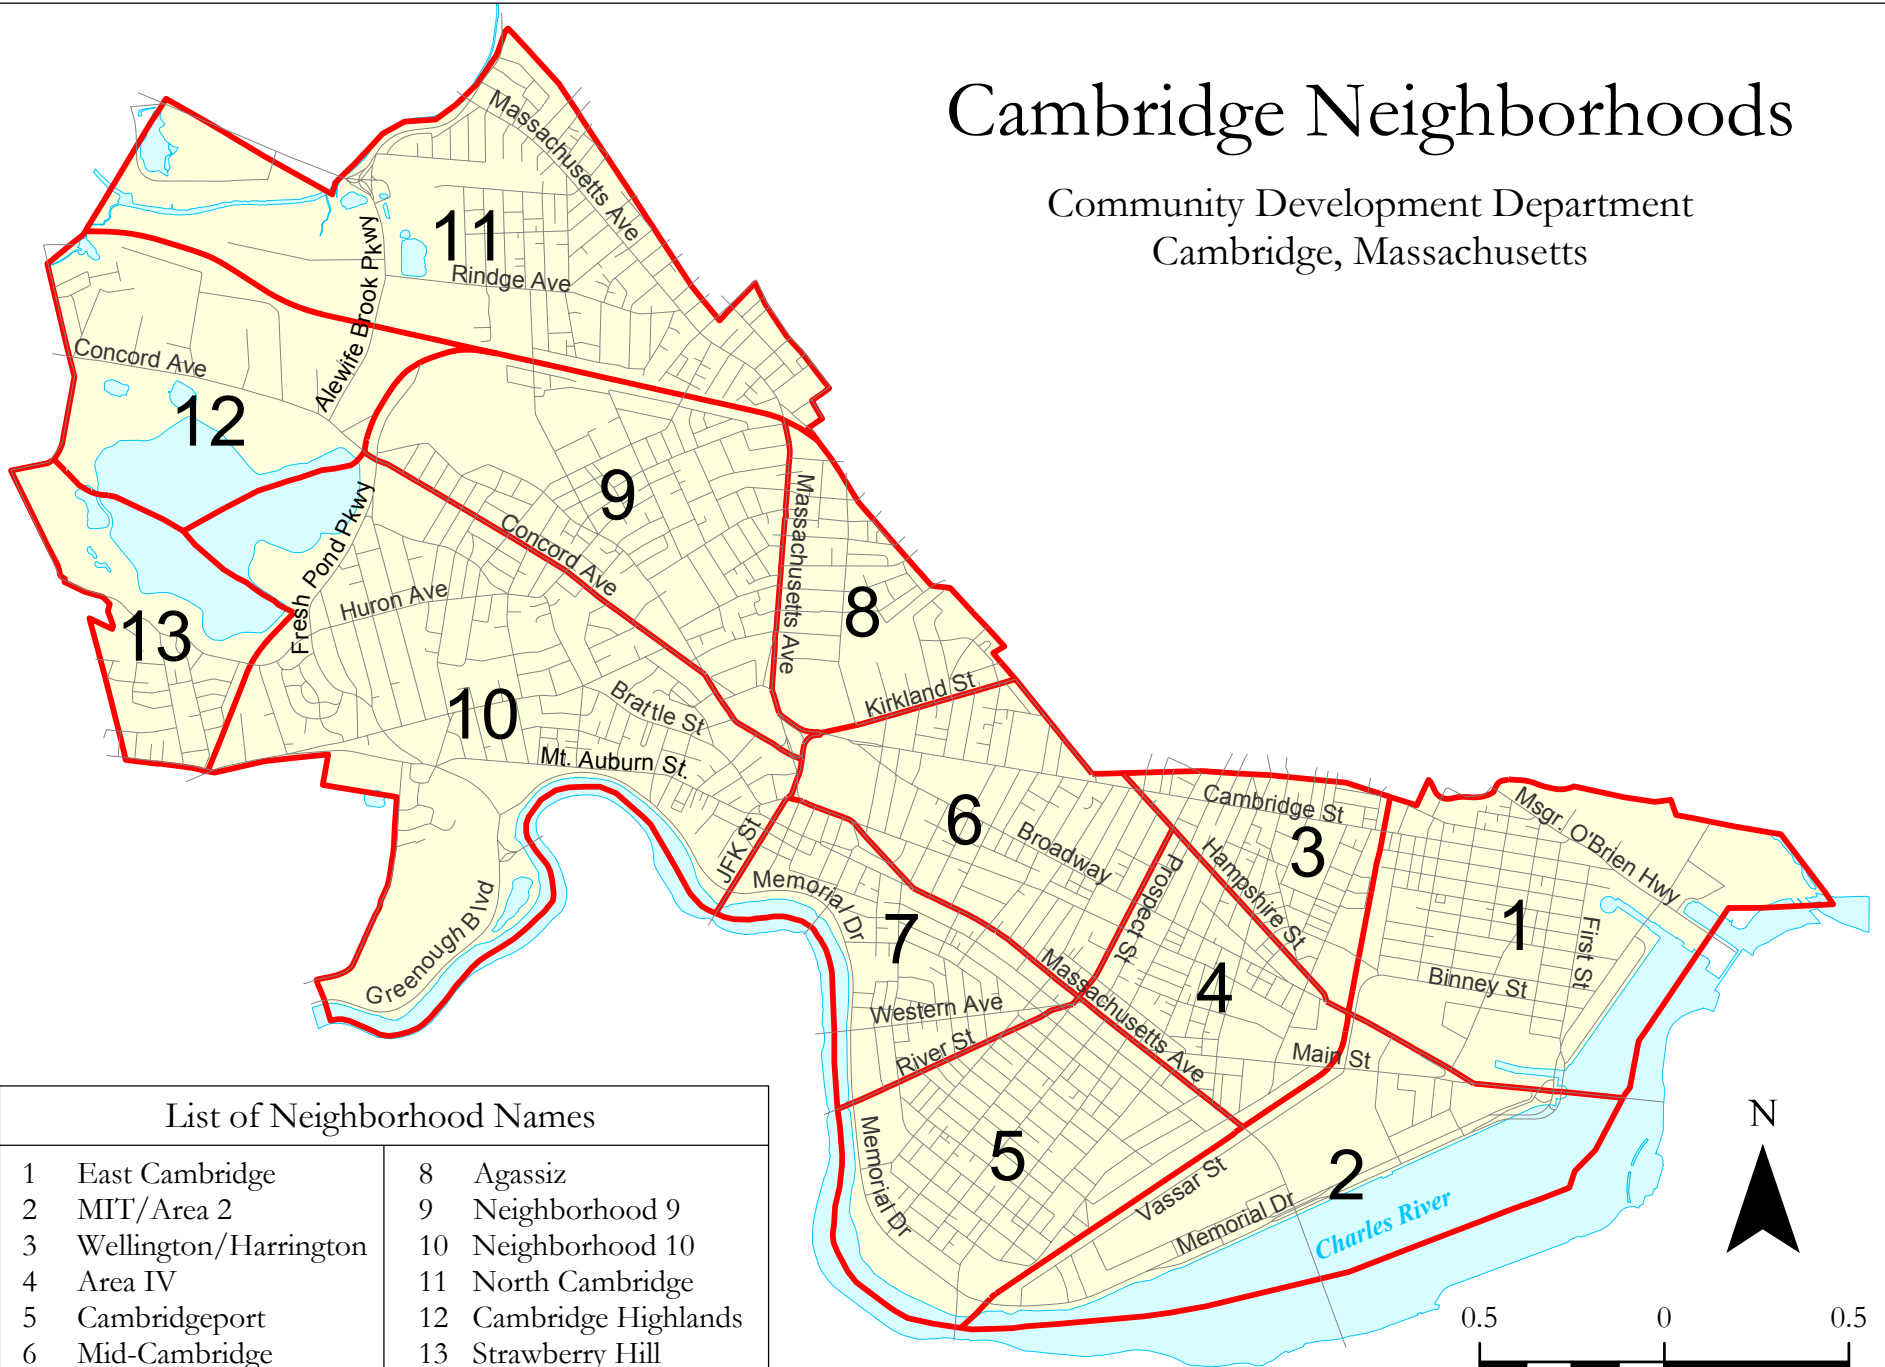 Cambridge Neighborhoods
Community Development Department
Cambridge, Massachusetts
Massachusetts Ave
11
Rindge Ave
Alewife Brook Pkwy
Concord Ave
12
9
Massachusetts Ave
Concord Ave
Fresh Pond Pkwy
Huron Ave
8
13
10
Brattle St
Kirkland St
Mt. Auburn St.
6
Cambridge St
Msgr. O'Brien Hwy
3
Broadway
Hampshire St
Prospect St
JFK St
Memorial Dr
7
1
First St
Binney St
Greenough Blvd
Massachusetts Ave
4
Western Ave
River St
Main St
5
Memorial Dr
Vassar St
2
Memorial Dr
Charles River
N
0.5 0 0.5
List of Neighborhood Names
1 East Cambridge
2 MIT/Area 2
3 Wellington/Harrington
4 Area IV
5 Cambridgeport
6 Mid-Cambridge
8 Agassiz
9 Neighborhood 9
10 Neighborhood 10
11 North Cambridge
12 Cambridge Highlands
13 Strawberry Hill